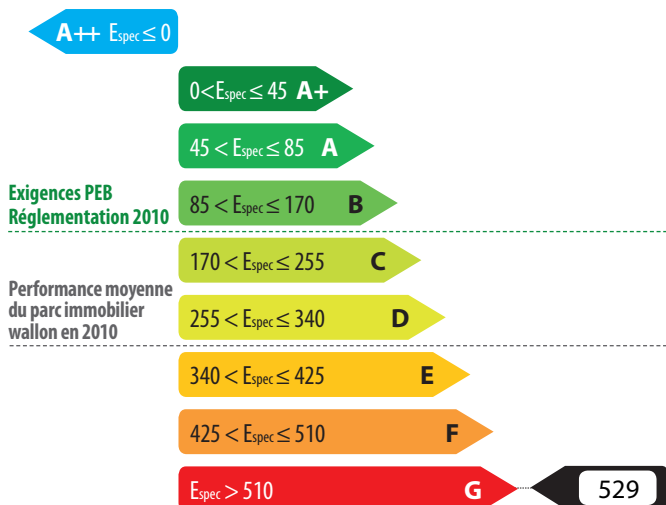 A++ Espec ≤ 0
0 < Espec ≤ 45 A+
45 < Espec ≤ 85 A
Exigences PEB
Réglementation 2010
85 < Espec ≤ 170 B
170 < Espec ≤ 255 C
Performance moyenne
du parc immobilier
wallon en 2010
255 < Espec ≤ 340 D
340 < Espec ≤ 425 E
425 < Espec ≤ 510 F
Espec > 510 G
529